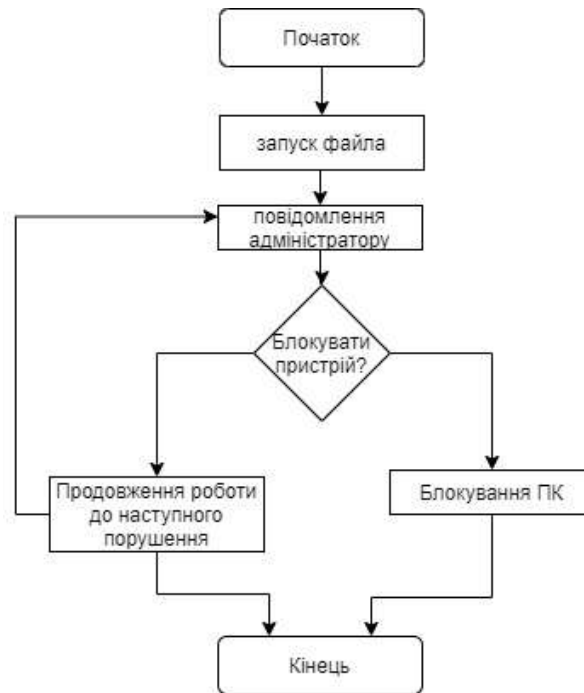 Початок
запуск файла
повідомлення
адміністратору
Блокувати
пристрій?
Продовження роботи
до наступного
порушення
Блокування ПК
Кінець